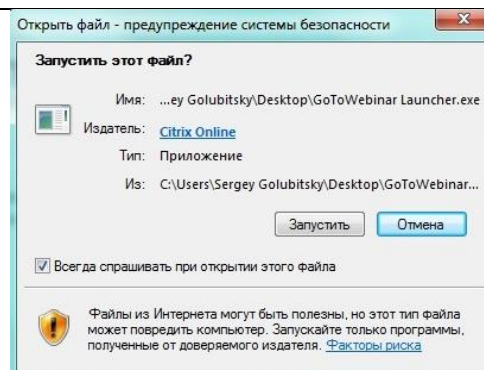 Открыть файл - предупреждение системы безопасности
Запустить этот файл?
Имя: ...ey Golubitsky\Desktop\GoToWebinar Launcher.exe
Издатель: Citrix Online
Тип: Приложение
Из: C:\Users\Sergey Golubitsky\Desktop\GoToWebinar...
Запустить Отмена
Всегда спрашивать при открытии этого файла
Файлы из Интернета могут быть полезны, но этот тип файла
может повредить компьютер. Запускайте только программы,
полученные от доверяемого издателя. Факторы риска